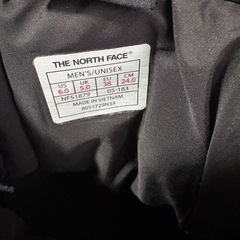 THE NORTH FACE®
MEN'S/UNISEX
US UK EU CM
6.0 5.0 38 24.0
NF51879 05-183
MADE IN VIETNAM
8051729N3X